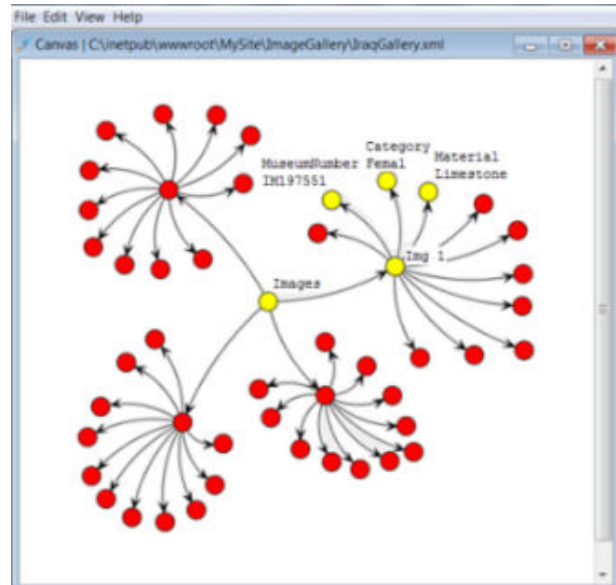 File Edit View Help
Canvas | C:\inetpub\wwwroot\MySite\ImageGallery\IraqGallery.xml
Category
Femal
Material
Limestone
MuseumNumber
IM197551
Img 1
Images